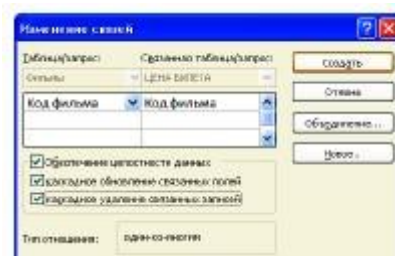 Изменение связей
Таблица/запрос: Связанная таблица/запрос:
Фильмы ЦЕНА БИЛЕТА
Код фильма Код фильма
Обеспечение целостности данных
каскадное обновление связанных полей
каскадное удаление связанных записей
Тип отношения: один-ко-многим
Создать
Отмена
Объединение...
Новое...